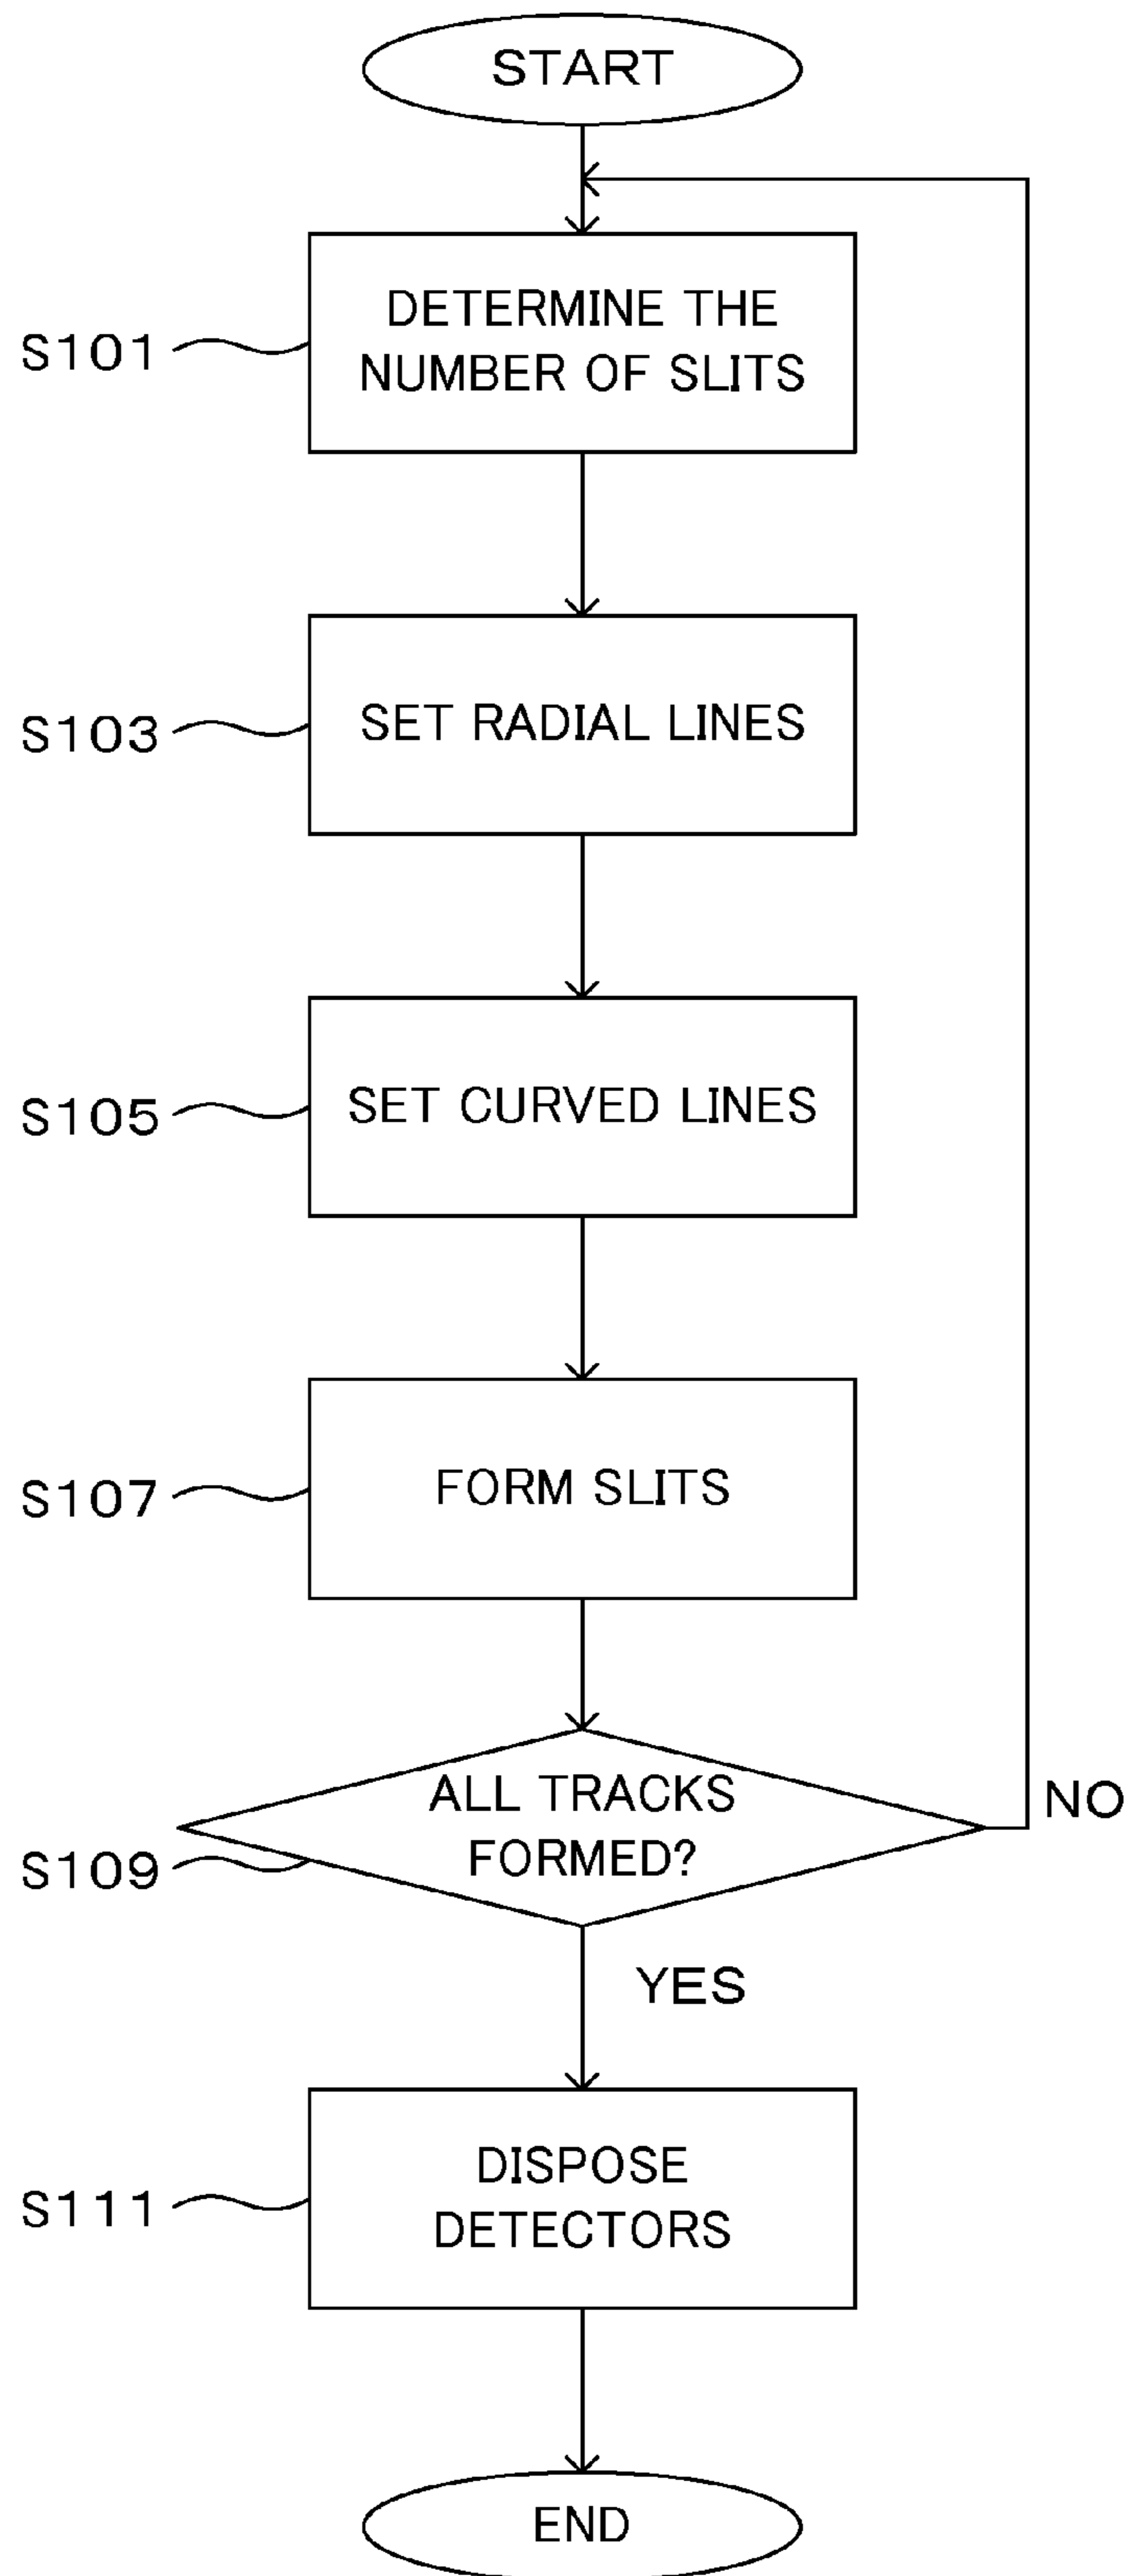 START
S101
DETERMINE THE
NUMBER OF SLITS
S103
SET RADIAL LINES
S105
SET CURVED LINES
S107
FORM SLITS
S109
ALL TRACKS
FORMED?
NO
YES
S111
DISPOSE
DETECTORS
END